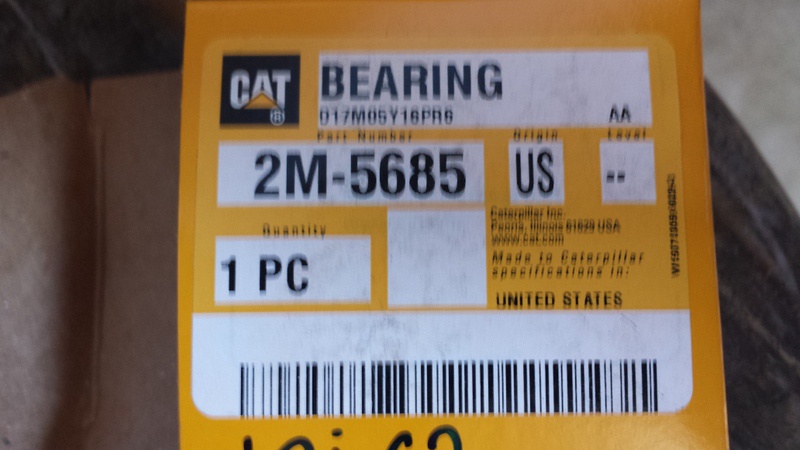 CAT
®
BEARING
017M05Y16PR6 AA
Part Number Origin Level
2M-5685 US --
Quantity
1 PC
Caterpillar Inc.
Peoria, Illinois 61629 USA
www.cat.com
Made to Caterpillar
specifications in:
UNITED STATES